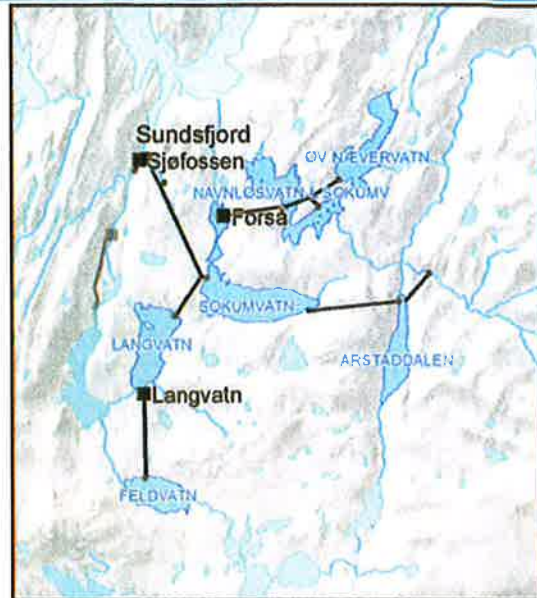 Sundsfjord
Sjøfossen
ØV NÆVERVATN
NAVNLØSVATN
SOKUMV
Forså
SOKUMVATN
LANGVATN
ARSTADDALEN
Langvatn
FELDVATN